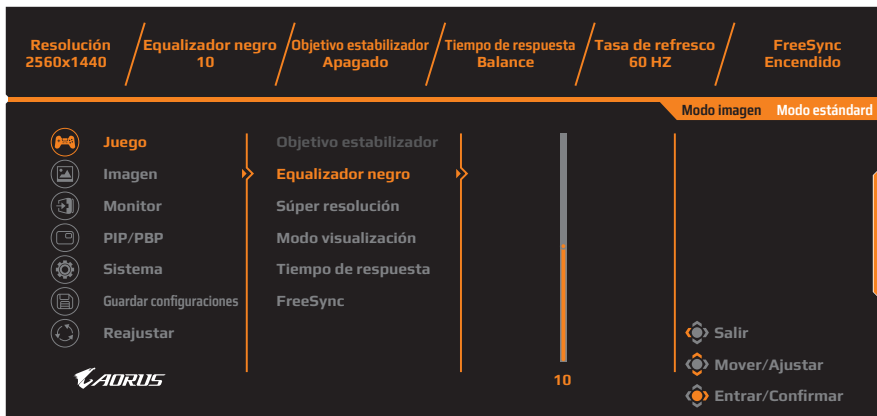 Resolución
2560x1440
Equalizador negro
10
Objetivo estabilizador
Apagado
Tiempo de respuesta
Balance
Tasa de refresco
60 HZ
FreeSync
Encendido
Modo imagen Modo estándard
Juego
Imagen
Monitor
PIP/PBP
Sistema
Guardar configuraciones
Reajustar
Objetivo estabilizador
Equalizador negro
Súper resolución
Modo visualización
Tiempo de respuesta
FreeSync
10
Salir
Mover/Ajustar
Entrar/Confirmar
AORUS